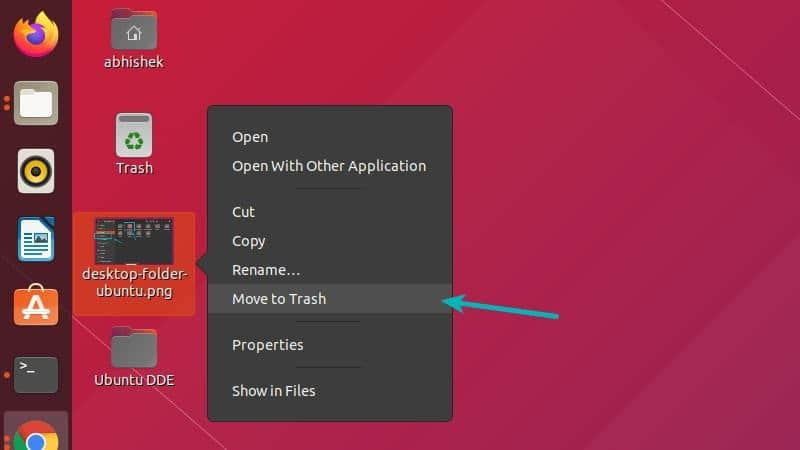 abhishek
Trash
desktop-folder-
ubuntu.png
Ubuntu DDE
Open
Open With Other Application
Cut
Copy
Rename...
Move to Trash
Properties
Show in Files
>_